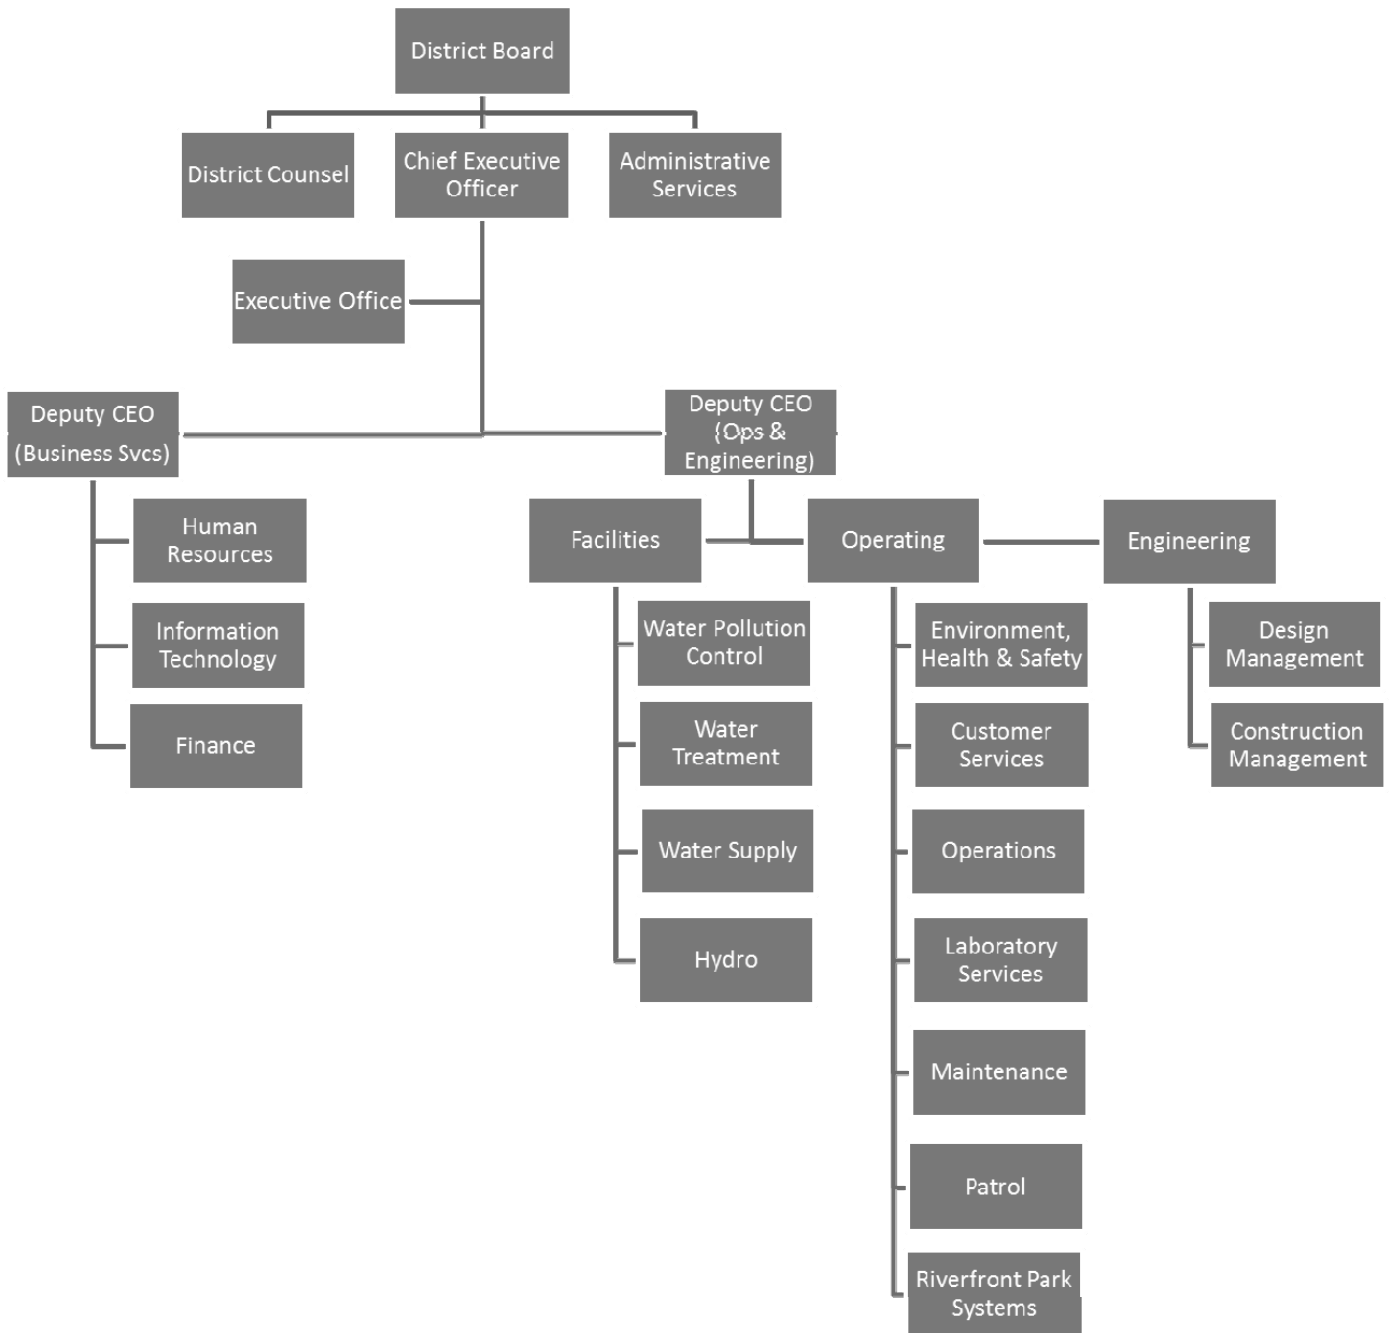 District Board
District Counsel
Chief Executive
Officer
Administrative
Services
Executive Office
Deputy CEO
(Business Svcs)
Deputy CEO
(Ops &
Engineering)
Human
Resources
Information
Technology
Finance
Facilities
Water Pollution
Control
Water
Treatment
Water Supply
Hydro
Operating
Environment,
Health & Safety
Customer
Services
Operations
Laboratory
Services
Maintenance
Patrol
Riverfront Park
Systems
Engineering
Design
Management
Construction
Management